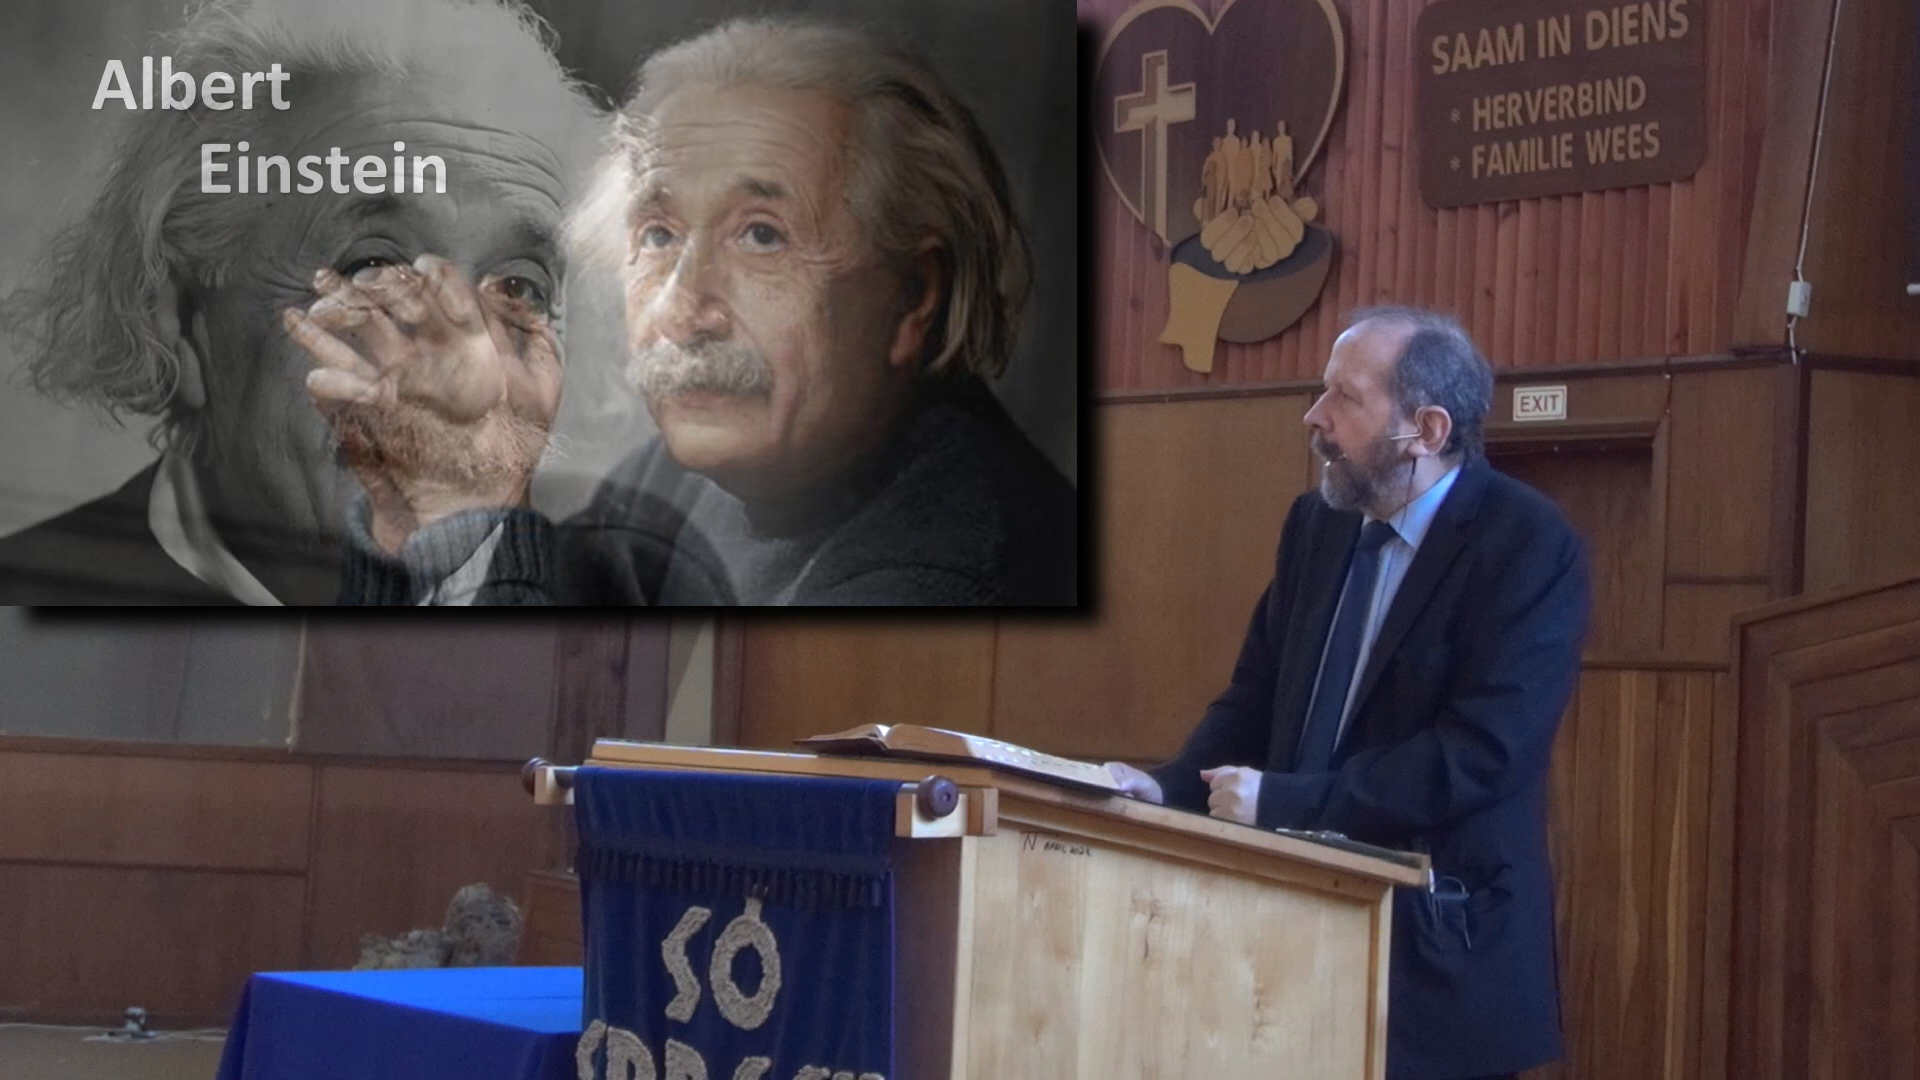 Albert
Einstein
SAAM IN DIENS
* HERVERBIND
* FAMILIE WEES
EXIT
SÓ